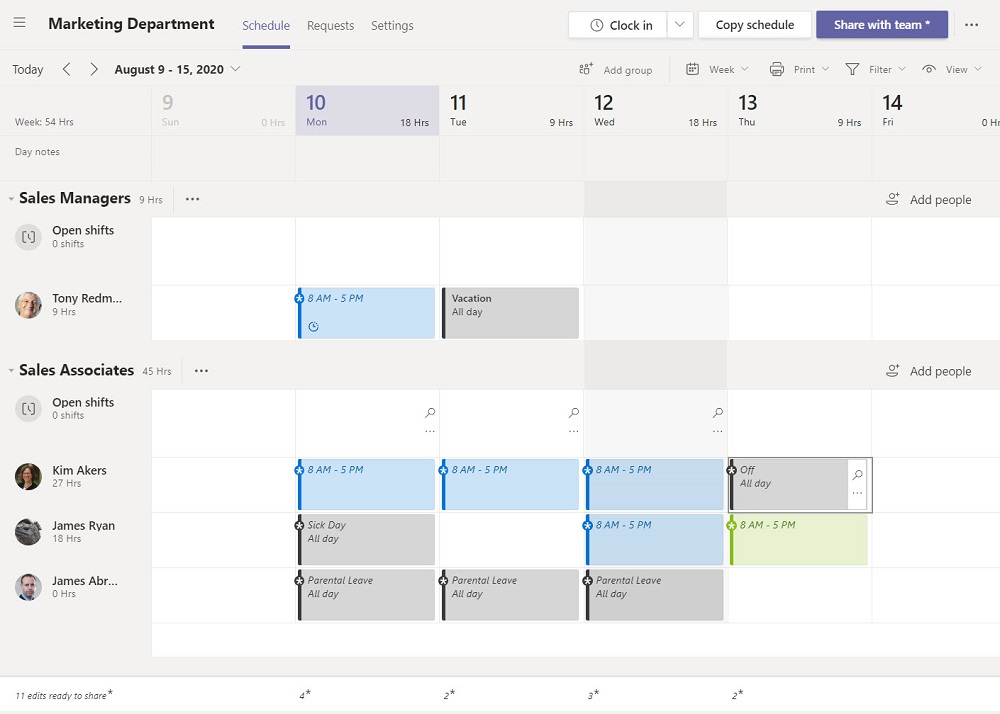 Marketing Department
Schedule
Requests
Settings
Clock in
Copy schedule
Share with team *
Today
August 9 - 15, 2020
Add group
Week
Print
Filter
View
Week: 54 Hrs
9
Sun
0 Hrs
10
Mon
18 Hrs
11
Tue
9 Hrs
12
Wed
18 Hrs
13
Thu
9 Hrs
14
Fri
0 Hr
Day notes
Sales Managers 9 Hrs
Add people
Open shifts
0 shifts
Tony Redm...
9 Hrs
8 AM - 5 PM
Vacation
All day
Sales Associates 45 Hrs
Add people
Open shifts
0 shifts
Kim Akers
27 Hrs
8 AM - 5 PM
8 AM - 5 PM
8 AM - 5 PM
Off
All day
James Ryan
18 Hrs
Sick Day
All day
8 AM - 5 PM
8 AM - 5 PM
James Abr...
0 Hrs
Parental Leave
All day
Parental Leave
All day
Parental Leave
All day
11 edits ready to share*
4*
2*
3*
2*